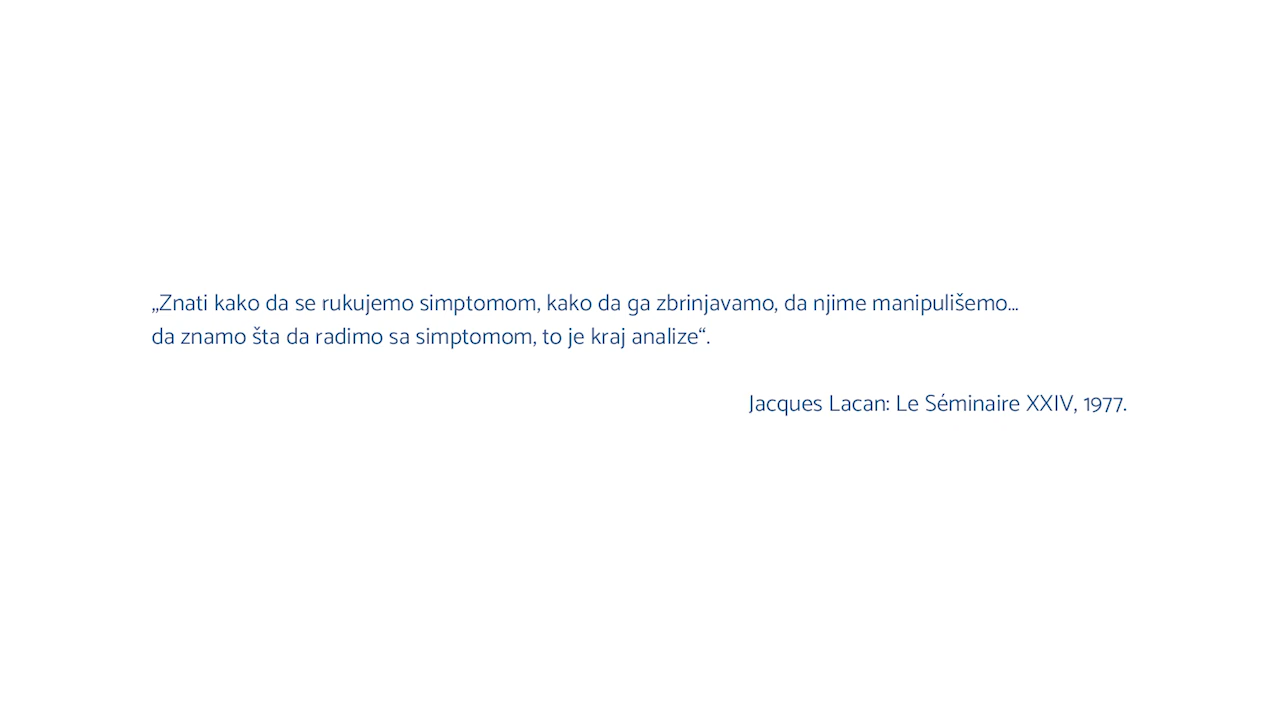 „Znati kako da se rukujemo simptomom, kako da ga zbrinjavamo, da njime manipulišemo...
da znamo šta da radimo sa simptomom, to je kraj analize“.
Jacques Lacan: Le Séminaire XXIV, 1977.